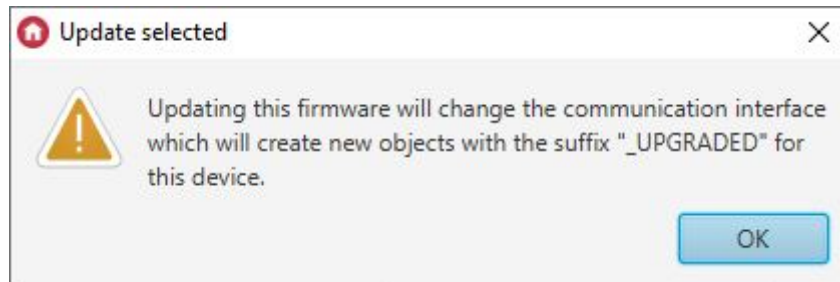 Update selected
Updating this firmware will change the communication interface
which will create new objects with the suffix "_UPGRADED" for
this device.
OK